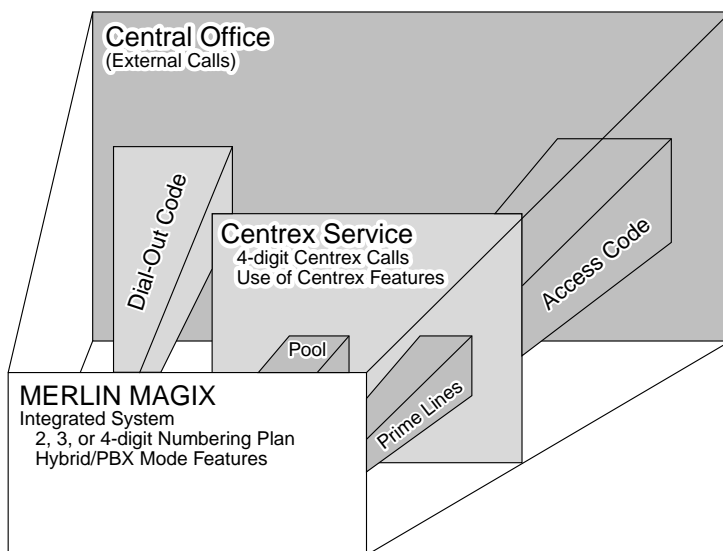 Central Office
(External Calls)
Dial-Out Code
Centrex Service
4-digit Centrex Calls
Use of Centrex Features
Access Code
Pool
Prime Lines
MERLIN MAGIX
Integrated System
2, 3, or 4-digit Numbering Plan
Hybrid/PBX Mode Features